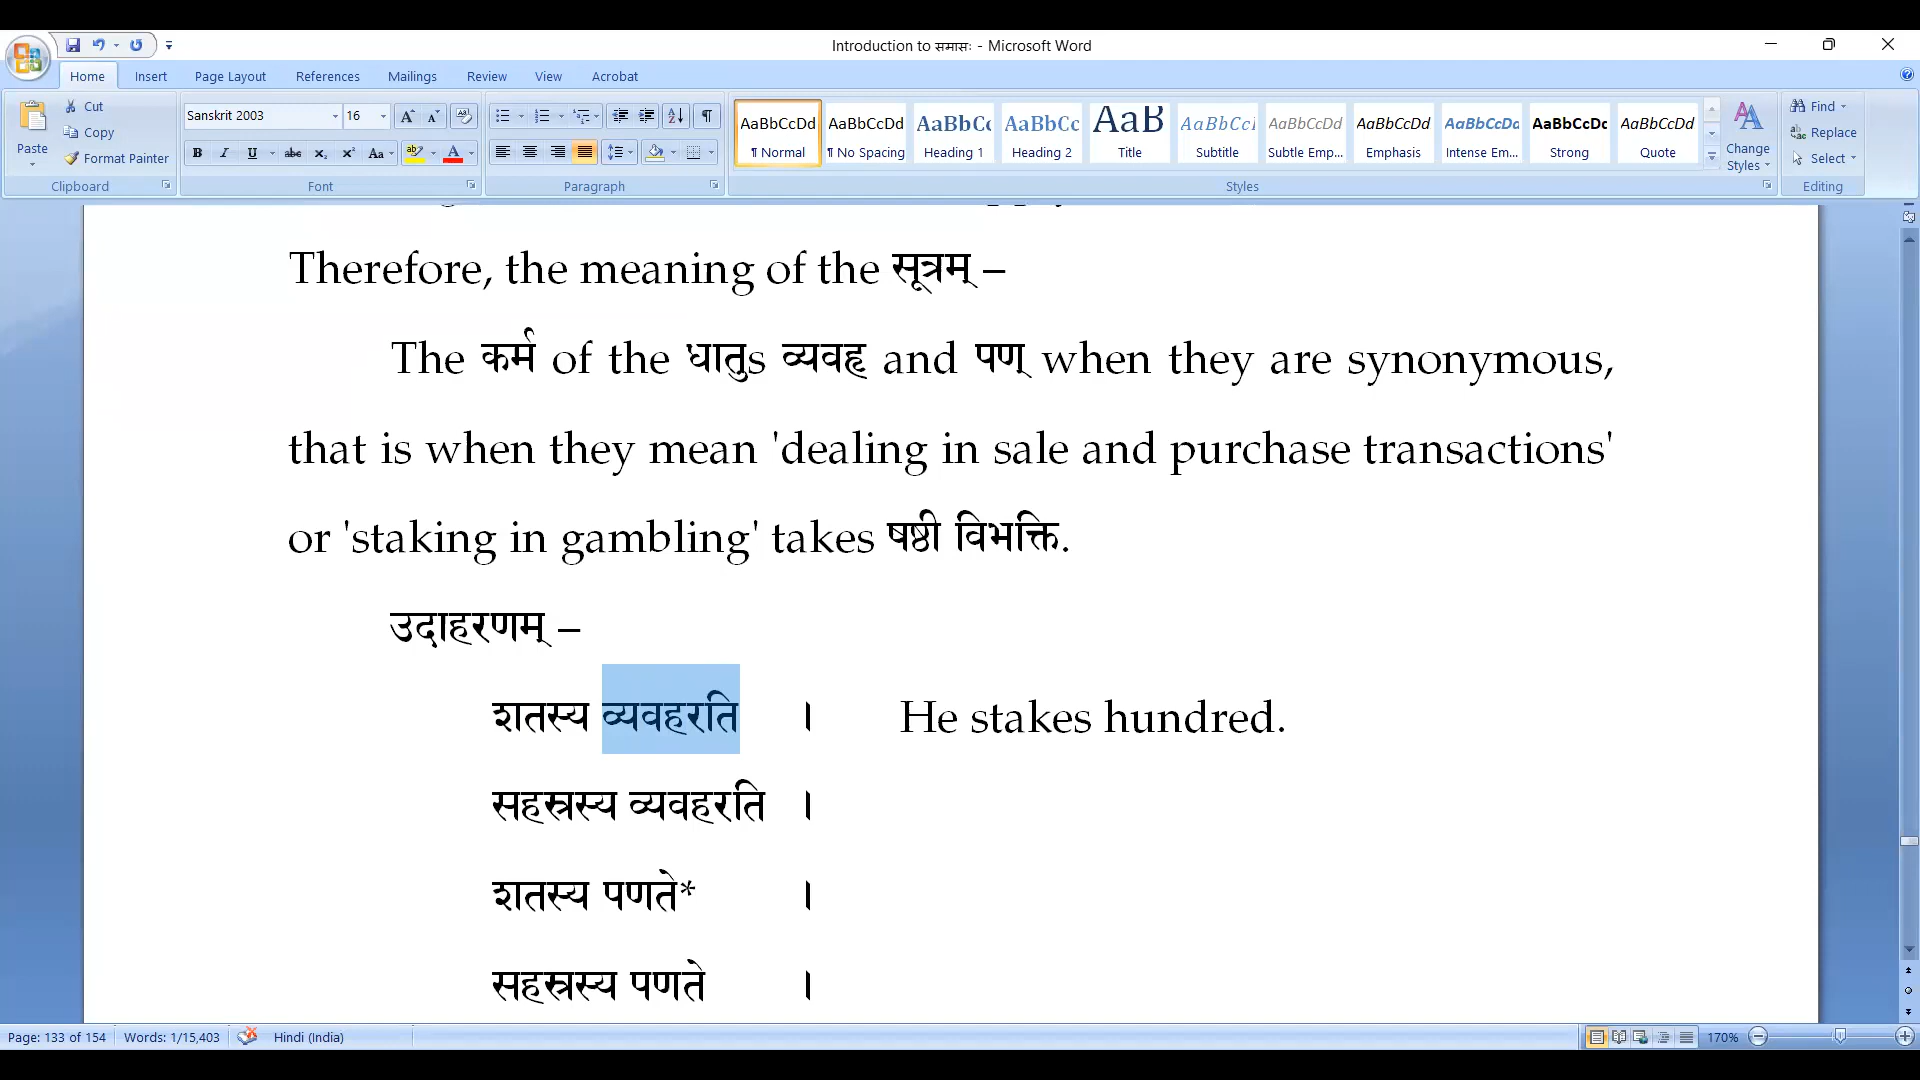 Introduction to समासः - Microsoft Word
Home Insert Page Layout References Mailings Review View Acrobat
Paste Cut Copy Format Painter
Sanskrit 2003 16
AaBbCcDd AaBbCcDd AaBbCc AaBbCc AaB AaBbCcI AaBbCcDd AaBbCcDd AaBbCcDd AaBbCcDc AaBbCcDd
¶ Normal ¶ No Spacing Heading 1 Heading 2 Title Subtitle Subtle Emp... Emphasis Intense Em... Strong Quote
Change Styles
Find Replace Select
Clipboard Font Paragraph Styles Editing
Therefore, the meaning of the सूत्रम् –
The कर्म of the धातुs व्यवहृ and पण् when they are synonymous,
that is when they mean 'dealing in sale and purchase transactions'
or 'staking in gambling' takes षष्ठी विभक्ति.
उदाहरणम् –
शतस्य व्यवहरति । He stakes hundred.
सहस्रस्य व्यवहरति ।
शतस्य पणते* ।
सहस्रस्य पणते ।
Page: 133 of 154 Words: 1/15,403 Hindi (India) 170%